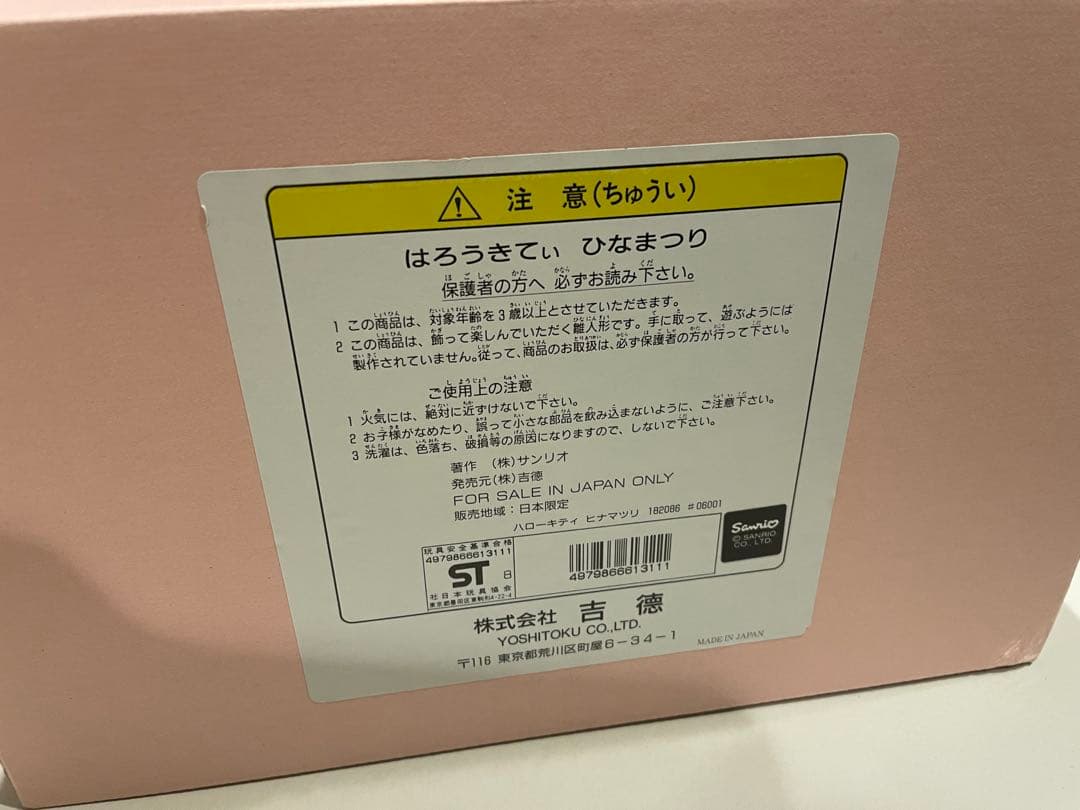 注 意(ちゅうい)
はろうきてぃ ひなまつり
保護者の方へ 必ずお読み下さい。
1 この商品は、対象年齢を3歳以上とさせていただきます。
2 この商品は、飾って楽しんでいただく雛人形です。手に取って、遊ぶようには
製作されていません。従って、商品のお取扱は、必ず保護者の方が行って下さい。
ご使用上の注意
1 火気には、絶対に近ずけないで下さい。
2 お子様がなめたり、誤って小さな部品を飲み込まないように、ご注意下さい。
3 洗濯は、色落ち、破損等の原因になりますので、しないで下さい。
著作 (株)サンリオ
発売元(株)吉德
FOR SALE IN JAPAN ONLY
販売地域:日本限定
ハローキティ ヒナマツリ 182086 #06001
玩具安全基準合格
4979866613111
ST B
社日本玩具協会
東京都墨田区東駒形4-22-4
4979866613111
Sanrio
© SANRIO
CO., LTD.
株式会社 吉德
YOSHITOKU CO.,LTD.
〒116 東京都荒川区町屋6-34-1
MADE IN JAPAN